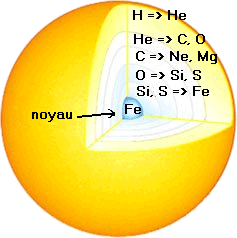 H => He
He => C, O
C => Ne, Mg
O => Si, S
Si, S => Fe
noyau
Fe